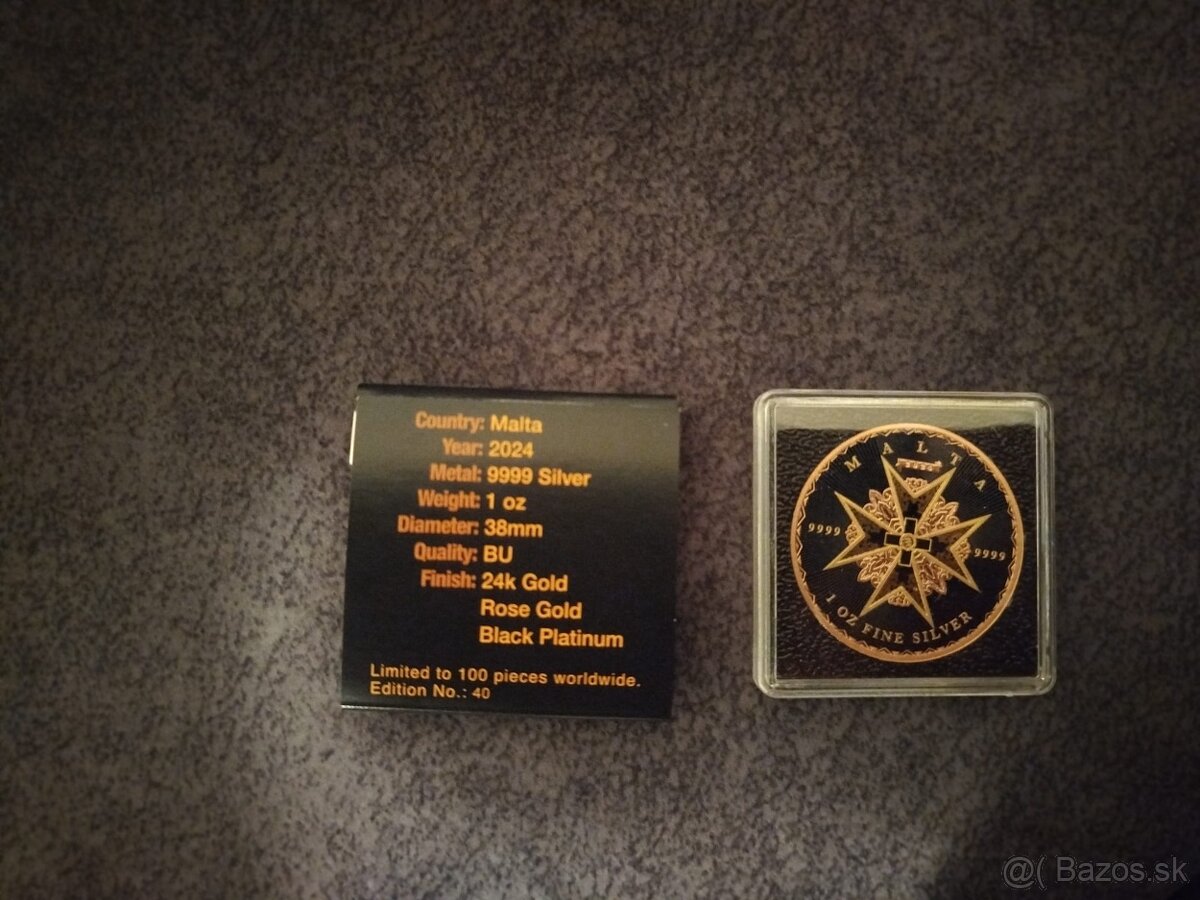 Country: Malta
Year: 2024
Metal: 9999 Silver
Weight: 1 oz
Diameter: 38mm
Quality: BU
Finish: 24k Gold
Rose Gold
Black Platinum
Limited to 100 pieces worldwide.
Edition No.: 40
MALTA
9999
9999
1 OZ FINE SILVER
@( Bazos.sk